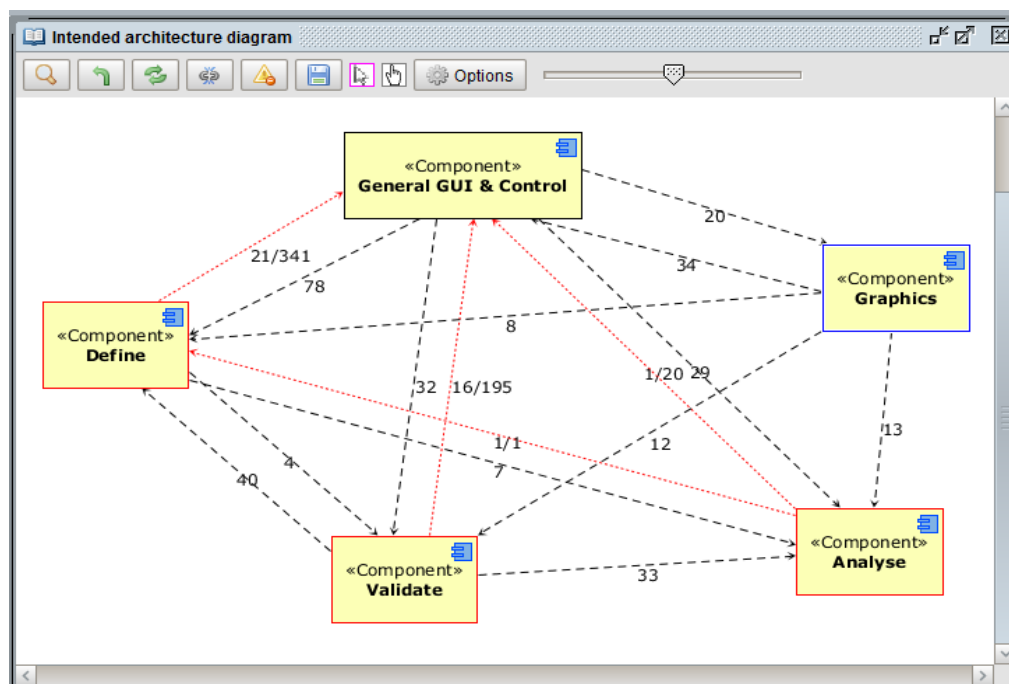 Intended architecture diagram
Options
«Component»
General GUI & Control
20
21/341
34
«Component»
Graphics
78
«Component»
Define
8
32
16/195
1/20
29
1/1
12
13
4
7
40
«Component»
Validate
33
«Component»
Analyse